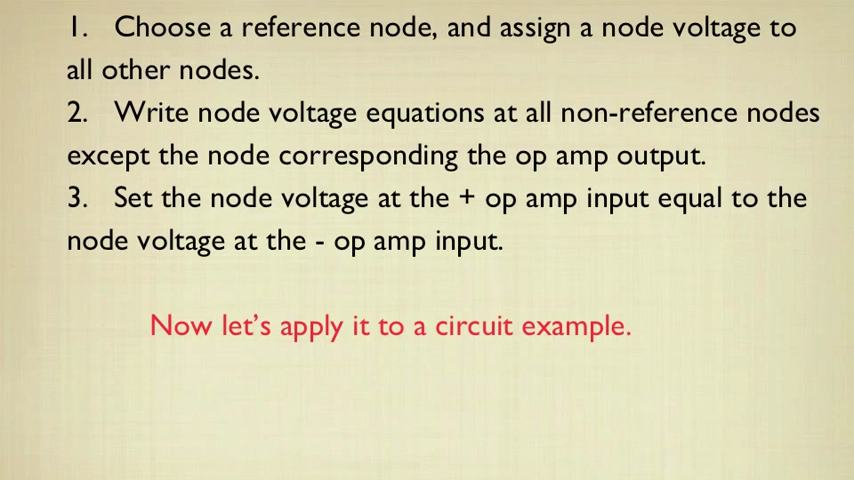 1. Choose a reference node, and assign a node voltage to
all other nodes.
2. Write node voltage equations at all non-reference nodes
except the node corresponding the op amp output.
3. Set the node voltage at the + op amp input equal to the
node voltage at the - op amp input.
Now let’s apply it to a circuit example.